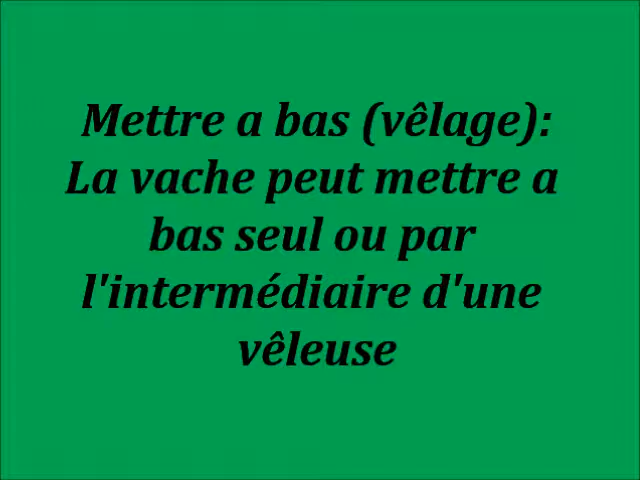 Mettre a bas (vêlage):
La vache peut mettre a
bas seul ou par
l'intermédiaire d'une
vêleuse